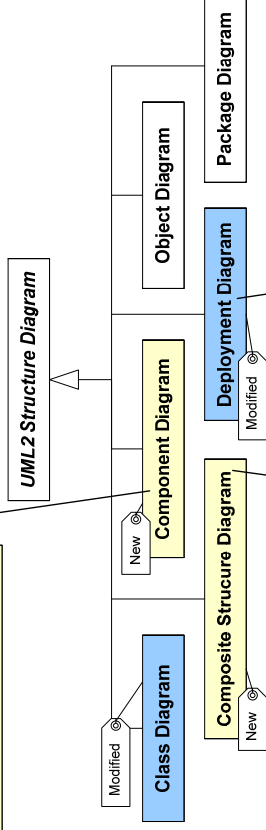 UML2 Structure Diagram
Modified
Class Diagram
New
Component Diagram
Object Diagram
New
Composite Strucure Diagram
Modified
Deployment Diagram
Package Diagram